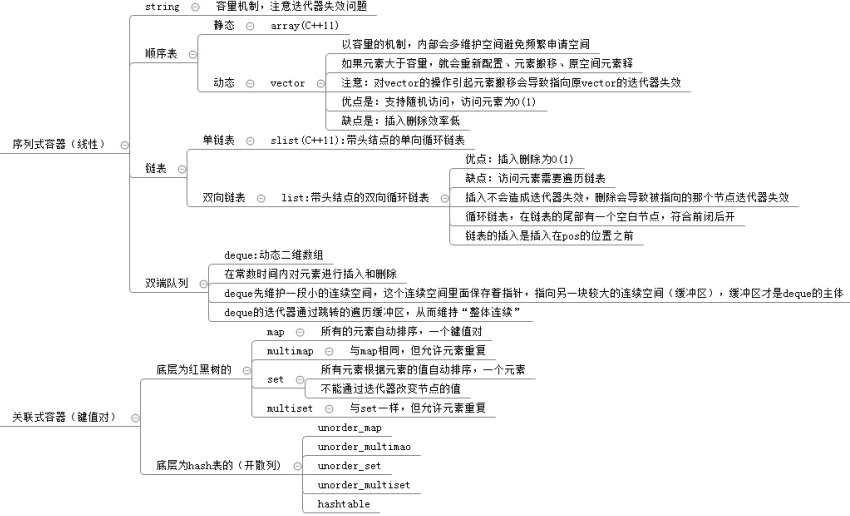 string 容量机制，注意迭代器失效问题
静态 array(C++11)
顺序表
以容量的机制，内部会多维护空间避免频繁申请空间
如果元素大于容量，就会重新配置、元素搬移、原空间元素释
动态 vector 注意：对vector的操作引起元素搬移会导致指向原vector的迭代器失效
优点是：支持随机访问，访问元素为O(1)
缺点是：插入删除效率低
序列式容器（线性）
单链表 slist(C++11):带头结点的单向循环链表
链表
优点：插入删除为O(1)
缺点：访问元素需要遍历链表
双向链表 list:带头结点的双向循环链表 插入不会造成迭代器失效，删除会导致被指向的那个节点迭代器失效
循环链表，在链表的尾部有一个空白节点，符合前闭后开
链表的插入是插入在pos的位置之前
deque:动态二维数组
在常数时间内对元素进行插入和删除
双端队列
deque先维护一段小的连续空间，这个连续空间里面保存着指针，指向另一块较大的连续空间（缓冲区），缓冲区才是deque的主体
deque的迭代器通过跳转的遍历缓冲区，从而维持“整体连续”
map 所有的元素自动排序，一个键值对
multimap 与map相同，但允许元素重复
底层为红黑树的
set 所有元素根据元素的值自动排序，一个元素
不能通过迭代器改变节点的值
multiset 与set一样，但允许元素重复
关联式容器（键值对）
unorder_map
unorder_multimao
底层为hash表的（开散列） unorder_set
unorder_multiset
hashtable